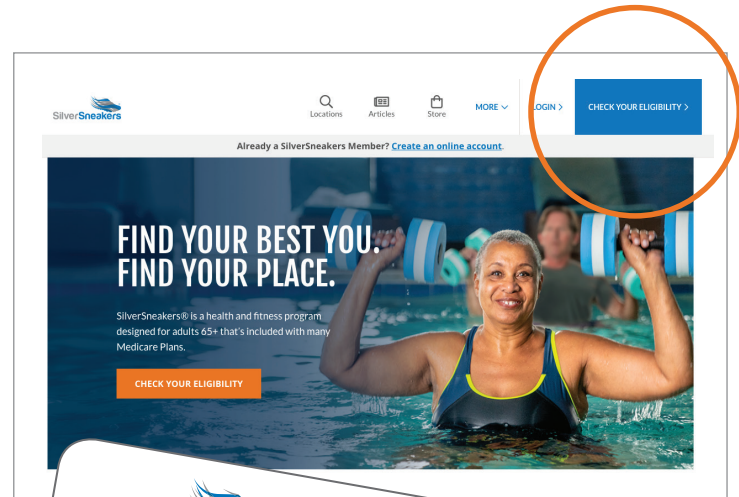 SilverSneakers
Locations
Articles
Store
MORE
LOGIN >
CHECK YOUR ELIGIBILITY >
Already a SilverSneakers Member? Create an online account.
FIND YOUR BEST YOU.
FIND YOUR PLACE.
SilverSneakers® is a health and fitness program
designed for adults 65+ that's included with many
Medicare Plans.
CHECK YOUR ELIGIBILITY